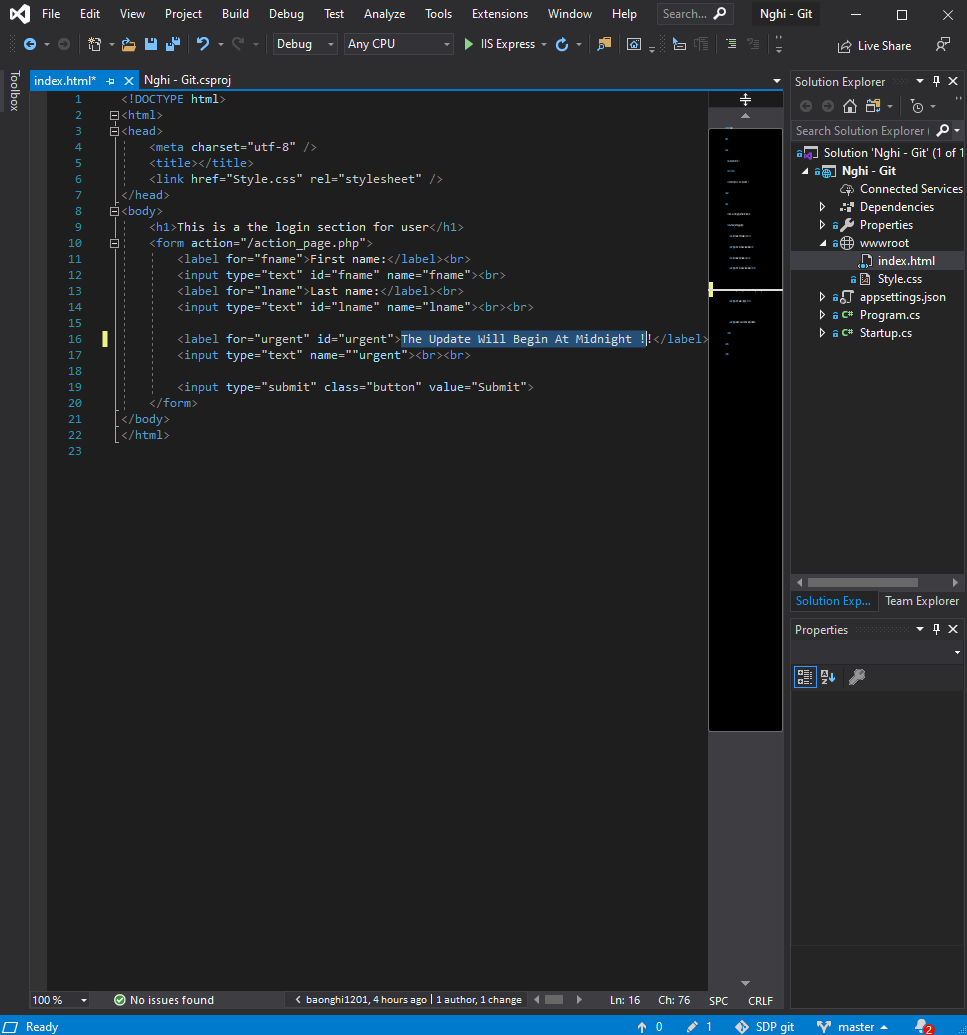 File Edit View Project Build Debug Test Analyze Tools Extensions Window Help Search... Nghi - Git
Debug Any CPU IIS Express Live Share
Toolbox
index.html* Nghi - Git.csproj
1 <!DOCTYPE html>
2 <html>
3 <head>
4 <meta charset="utf-8" />
5 <title></title>
6 <link href="Style.css" rel="stylesheet" />
7 </head>
8 <body>
9 <h1>This is a the login section for user</h1>
10 <form action="/action_page.php">
11 <label for="fname">First name:</label><br>
12 <input type="text" id="fname" name="fname"><br>
13 <label for="lname">Last name:</label><br>
14 <input type="text" id="lname" name="lname"><br><br>
15
16 <label for="urgent" id="urgent">The Update Will Begin At Midnight !!</label>
17 <input type="text" name=""urgent"><br><br>
18
19 <input type="submit" class="button" value="Submit">
20 </form>
21 </body>
22 </html>
23
Solution Explorer
Search Solution Explorer (
Solution 'Nghi - Git' (1 of 1
Nghi - Git
Connected Services
Dependencies
Properties
wwwroot
index.html
Style.css
appsettings.json
Program.cs
Startup.cs
Solution Exp... Team Explorer
Properties
100 % No issues found baonghi1201, 4 hours ago | 1 author, 1 change Ln: 16 Ch: 76 SPC CRLF
Ready 0 1 SDP git master 2